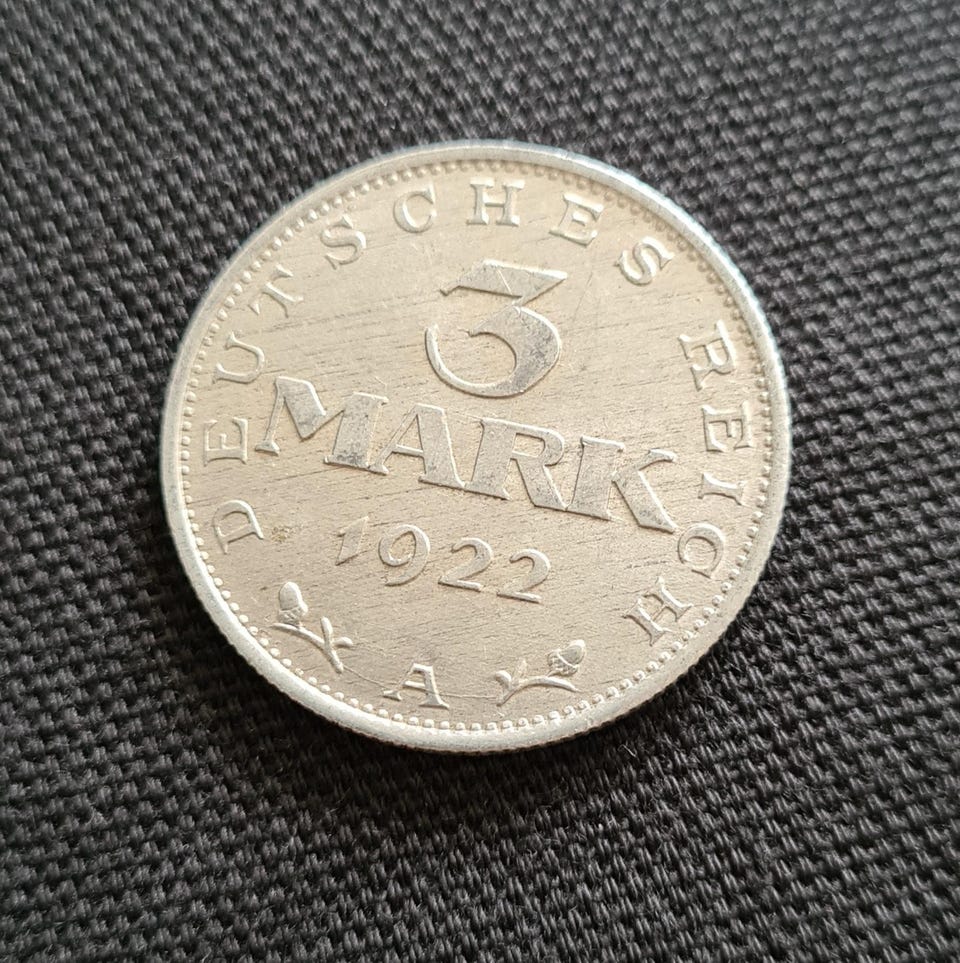 DEUTSCHES REICH
3
MARK
1922
A